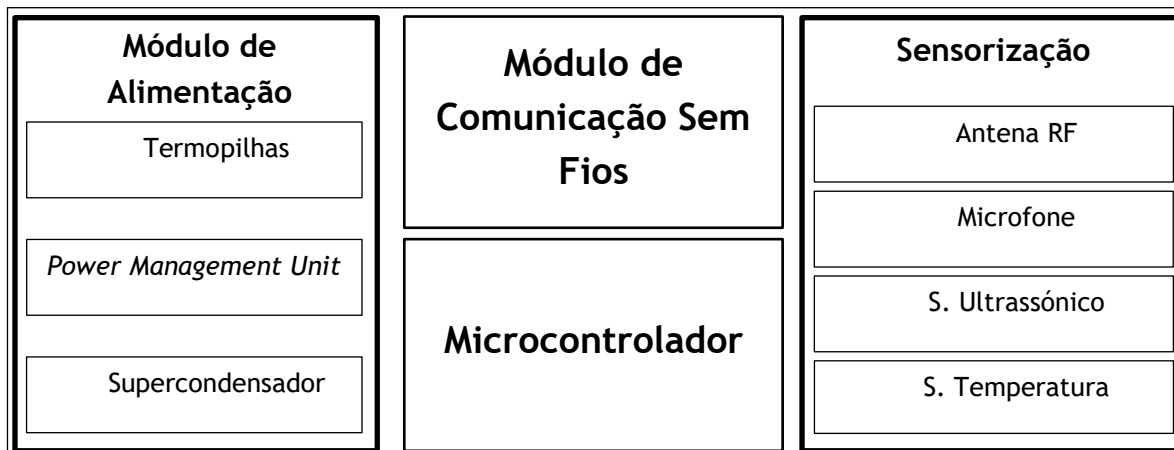 Módulo de
Alimentação
Termopilhas
Power Management Unit
Supercondensador
Módulo de
Comunicação Sem
Fios
Microcontrolador
Sensorização
Antena RF
Microfone
S. Ultrassónico
S. Temperatura